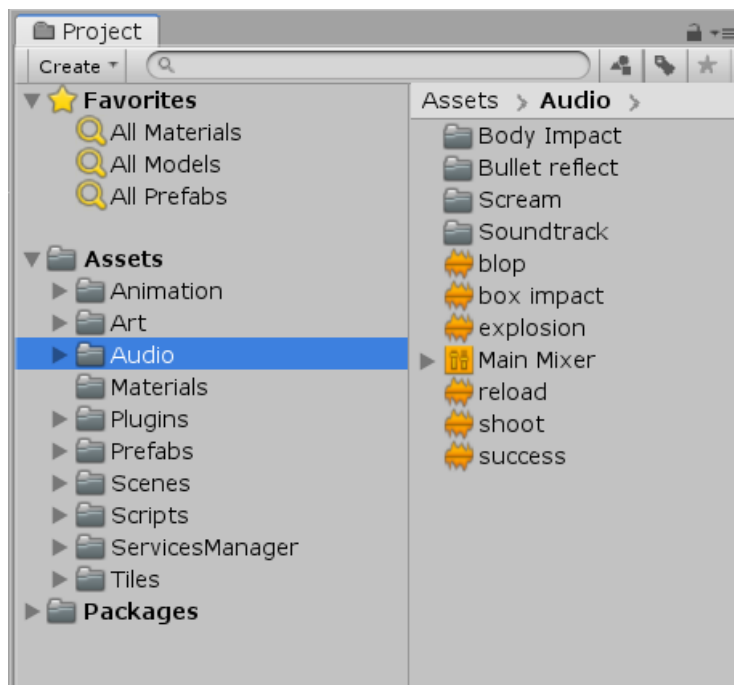 Project
Create
Favorites
All Materials
All Models
All Prefabs
Assets
Animation
Art
Audio
Materials
Plugins
Prefabs
Scenes
Scripts
ServicesManager
Tiles
Packages
Assets > Audio >
Body Impact
Bullet reflect
Scream
Soundtrack
blop
box impact
explosion
Main Mixer
reload
shoot
success